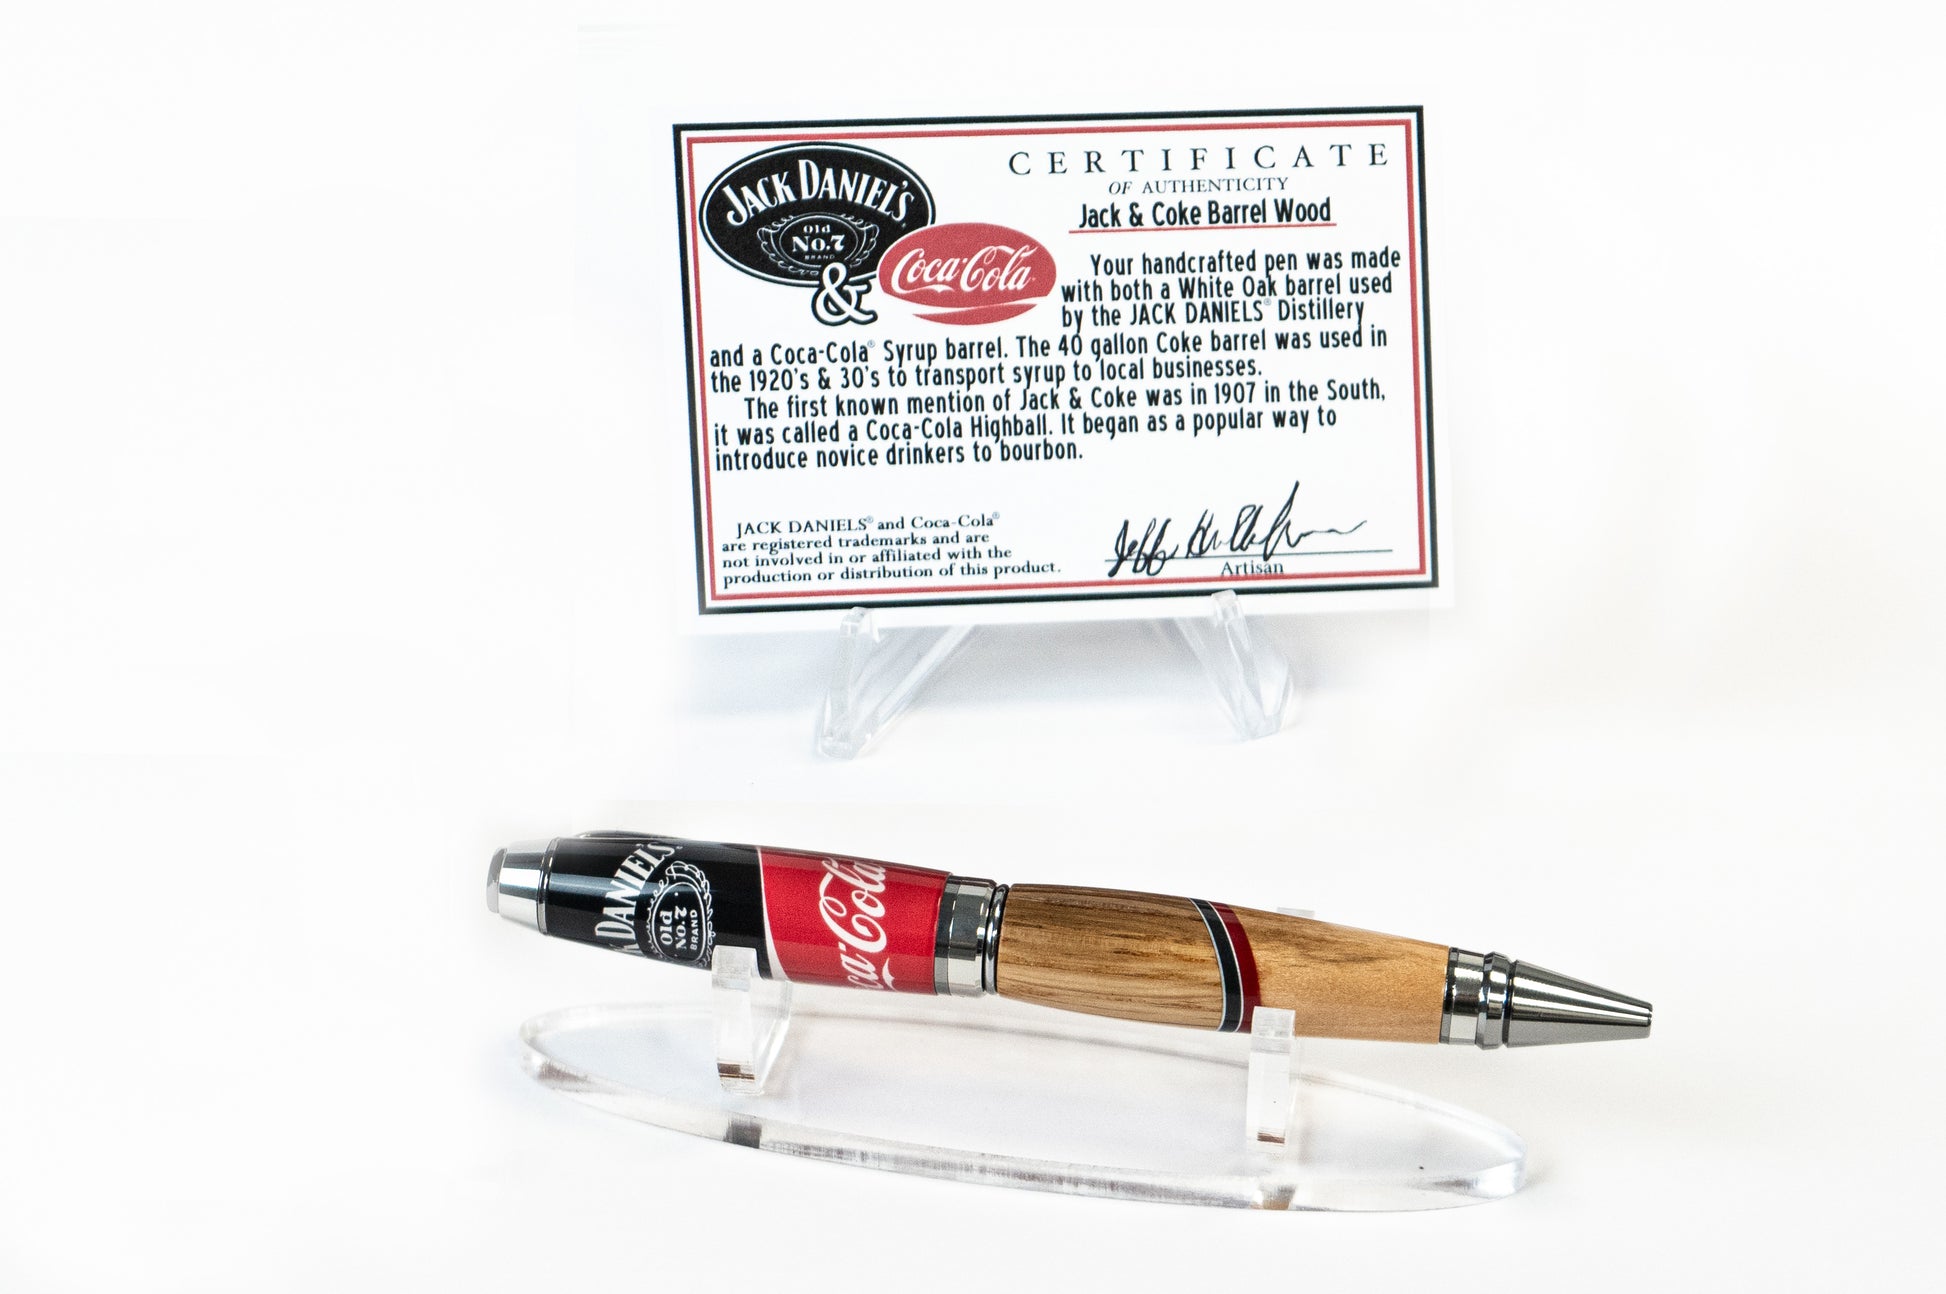 JACK DANIEL'S
Old
No.7
BRAND
&
Coca-Cola
CERTIFICATE
OF AUTHENTICITY
Jack & Coke Barrel Wood
Your handcrafted pen was made
with both a White Oak barrel used
by the JACK DANIELS® Distillery
and a Coca-Cola® Syrup barrel. The 40 gallon Coke barrel was used in
the 1920's & 30's to transport syrup to local businesses.
The first known mention of Jack & Coke was in 1907 in the South,
it was called a Coca-Cola Highball. It began as a popular way to
introduce novice drinkers to bourbon.
JACK DANIELS® and Coca-Cola®
are registered trademarks and are
not involved in or affiliated with the
production or distribution of this product.
Jeff
Artisan
K DANIEL'S
Old
No.7
BRAND
ca-Cola